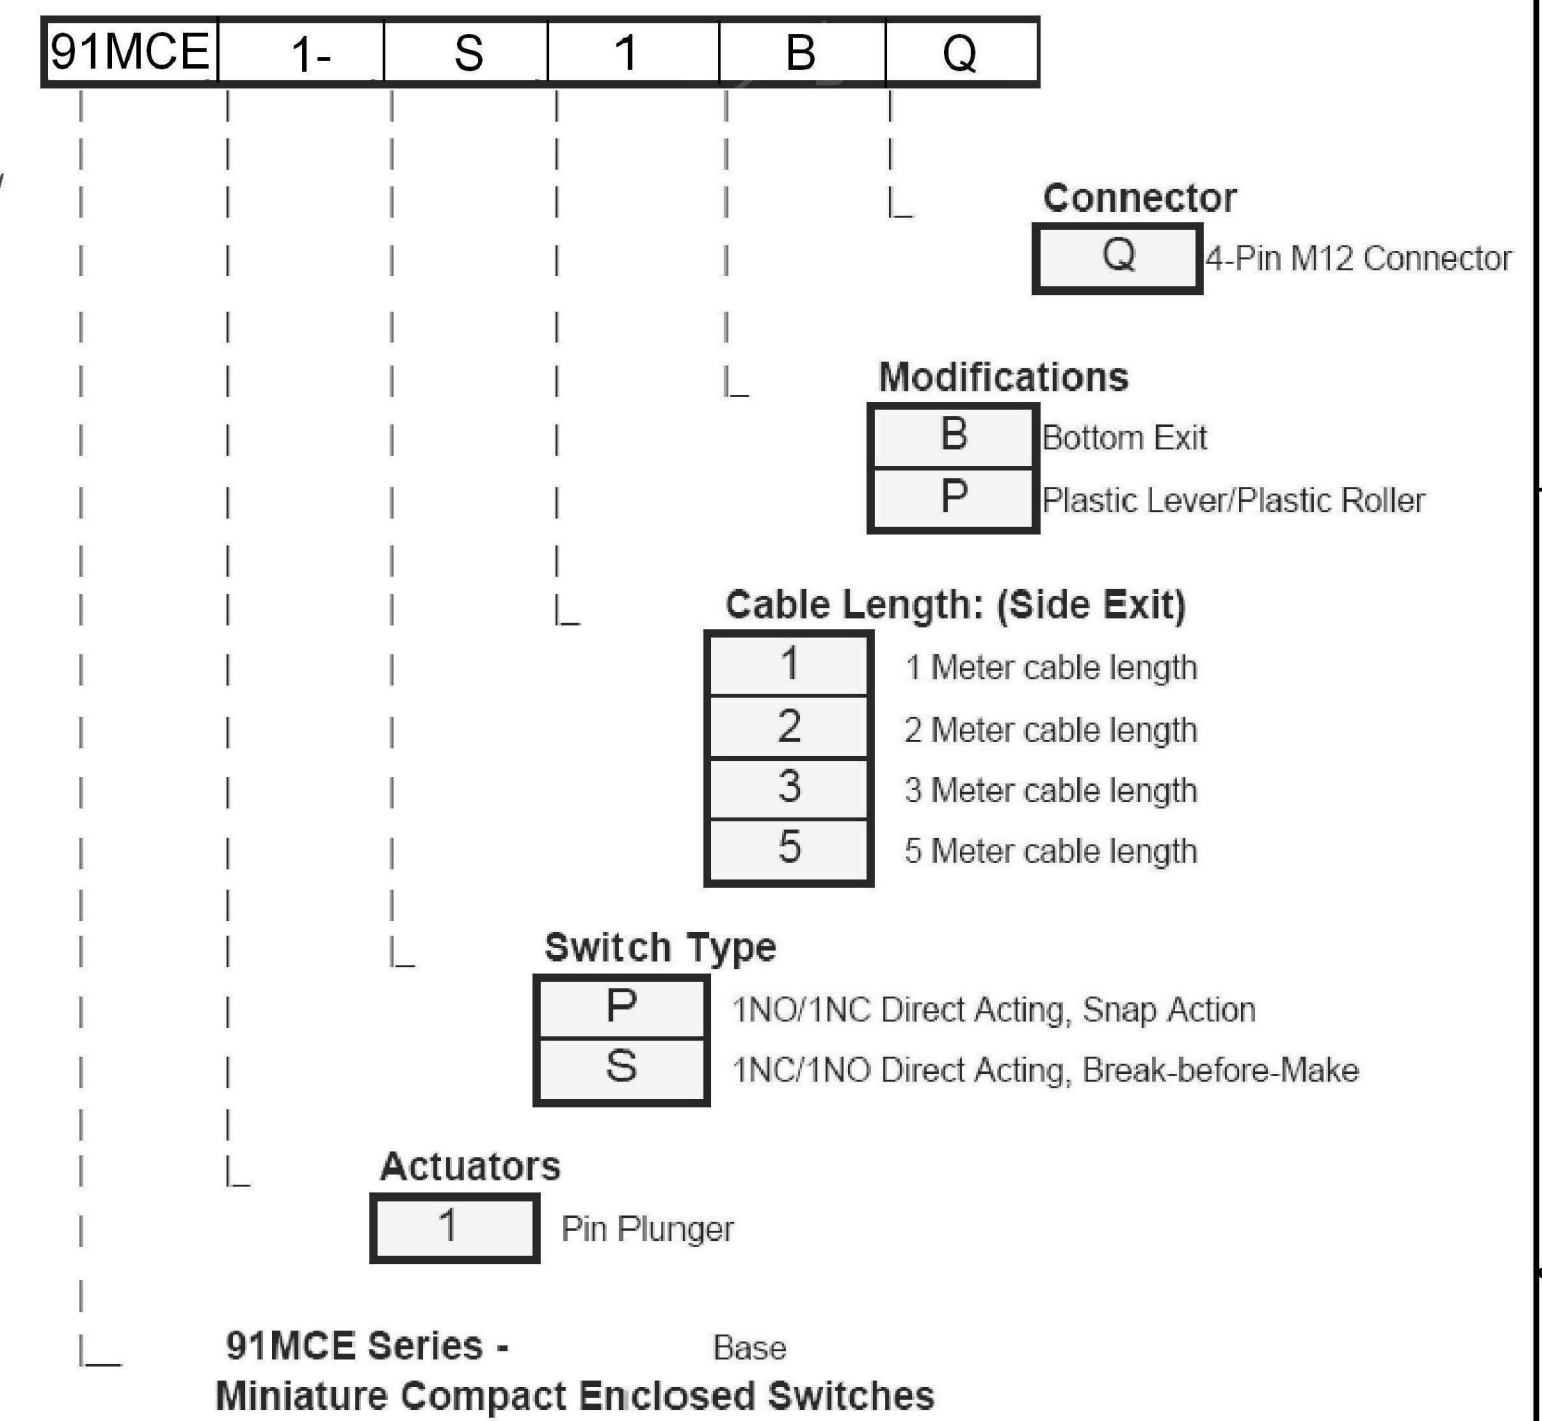 91MCE 1- S 1 B Q
Connector
Q 4-Pin M12 Connector
Modifications
B Bottom Exit
P Plastic Lever/Plastic Roller
Cable Length: (Side Exit)
1 1 Meter cable length
2 2 Meter cable length
3 3 Meter cable length
5 5 Meter cable length
Switch Type
P 1NO/1NC Direct Acting, Snap Action
S 1NC/1NO Direct Acting, Break-before-Make
Actuators
1 Pin Plunger
91MCE Series - Base
Miniature Compact Enclosed Switches